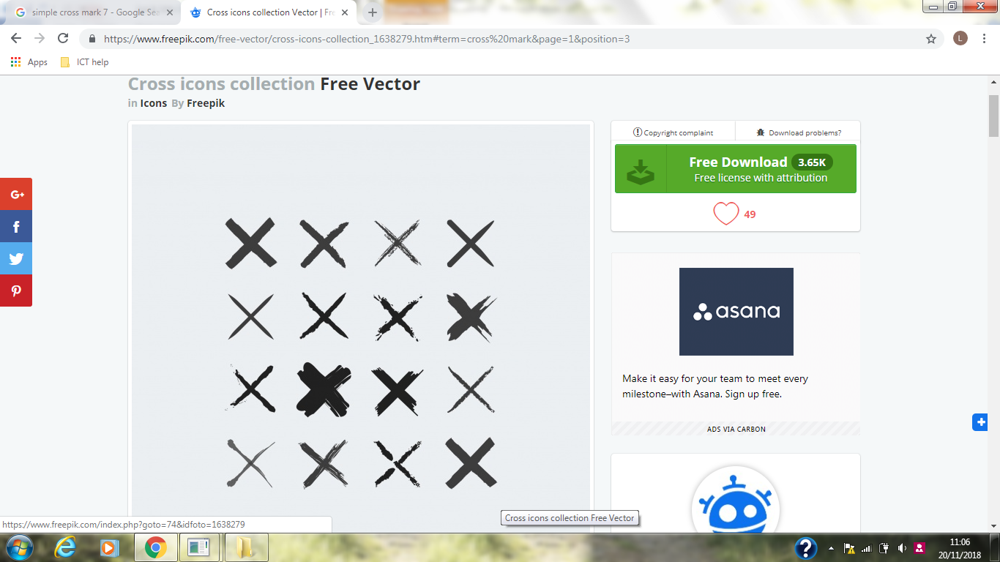 simple cross mark 7 - Google Sea
Cross icons collection Vector | Fre
https://www.freepik.com/free-vector/cross-icons-collection_1638279.htm#term=cross%20mark&page=1&position=3
L
Apps
ICT help
Cross icons collection Free Vector
in Icons By Freepik
Copyright complaint
Download problems?
Free Download 3.65K
Free license with attribution
49
G+
f
asana
Make it easy for your team to meet every
milestone–with Asana. Sign up free.
ADS VIA CARBON
Cross icons collection Free Vector
https://www.freepik.com/index.php?goto=74&idfoto=1638279
11:06
20/11/2018